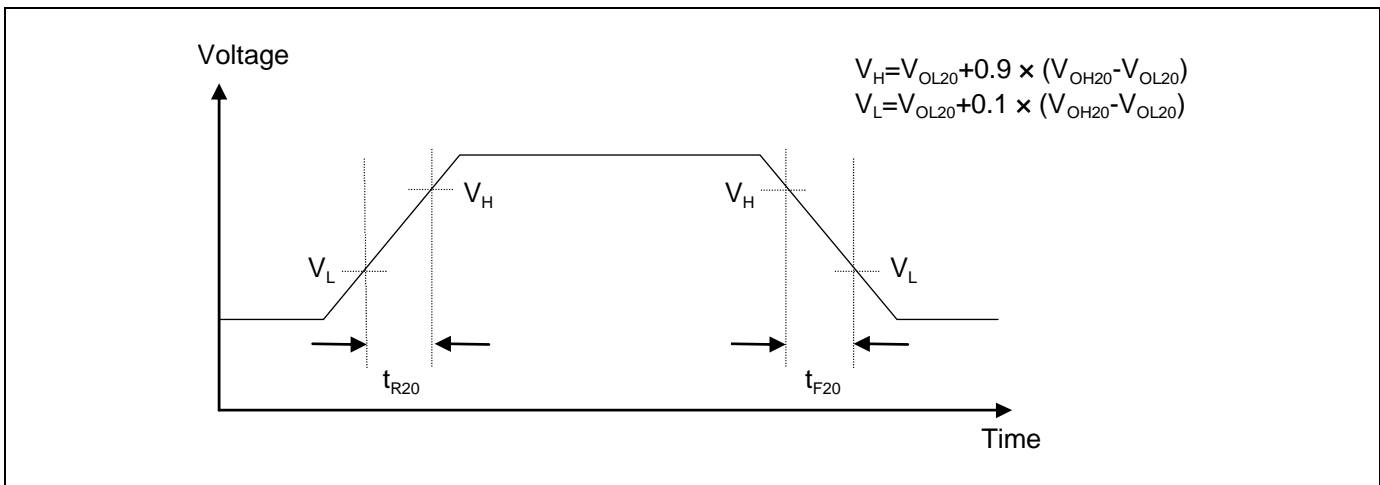 Voltage
V_H=V_OL20+0.9 × (V_OH20-V_OL20)
V_L=V_OL20+0.1 × (V_OH20-V_OL20)
V_H
V_H
V_L
V_L
t_R20
t_F20
Time